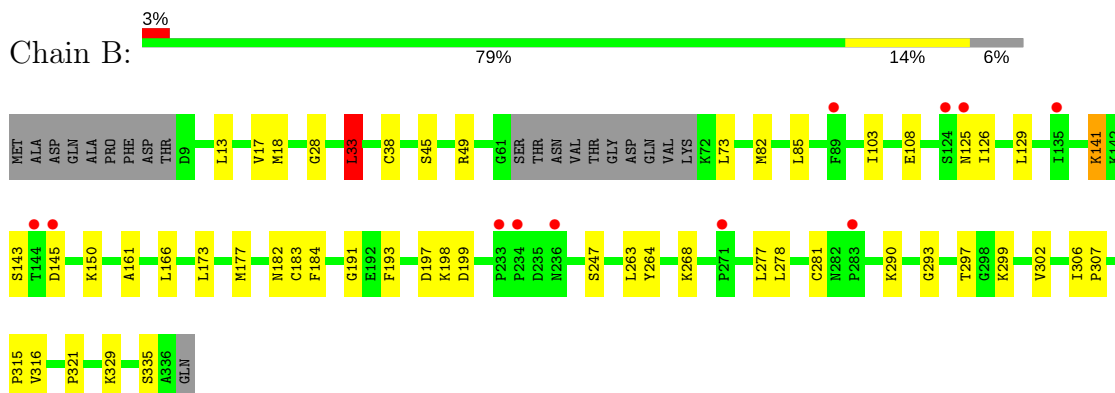 3%
Chain B:
79% 14% 6%
MET ALA ASP GLN ALA PRO PHE ASP THR D9 L13 V17 M18 G28 L33 C38 S45 R49 G61 SER THR ASN VAL THR GLY ASP GLN VAL LYS K72 L73 M82 L85 F89 I103 E108 S124 N125 I126 L129 I135 K141 K142
S143 T144 D145 K150 A161 L166 L173 M177 N182 C183 F184 G191 E192 F193 D197 K198 D199 P233 P234 D235 N236 S247 L263 Y264 K268 P271 L277 L278 C281 N282 P283 K290 G293 T297 G298 K299 V302 I306 P307
P315 V316 P321 K329 S335 A336 GLN